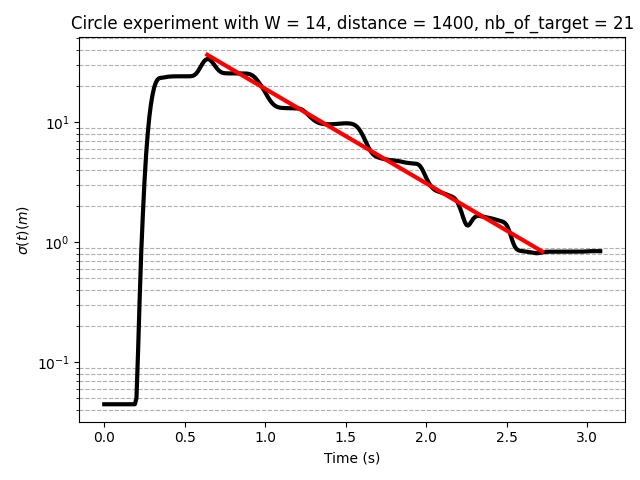 Circle experiment with W = 14, distance = 1400, nb_of_target = 21
σ(t)(m)
10¹
10⁰
10⁻¹
0.0 0.5 1.0 1.5 2.0 2.5 3.0
Time (s)